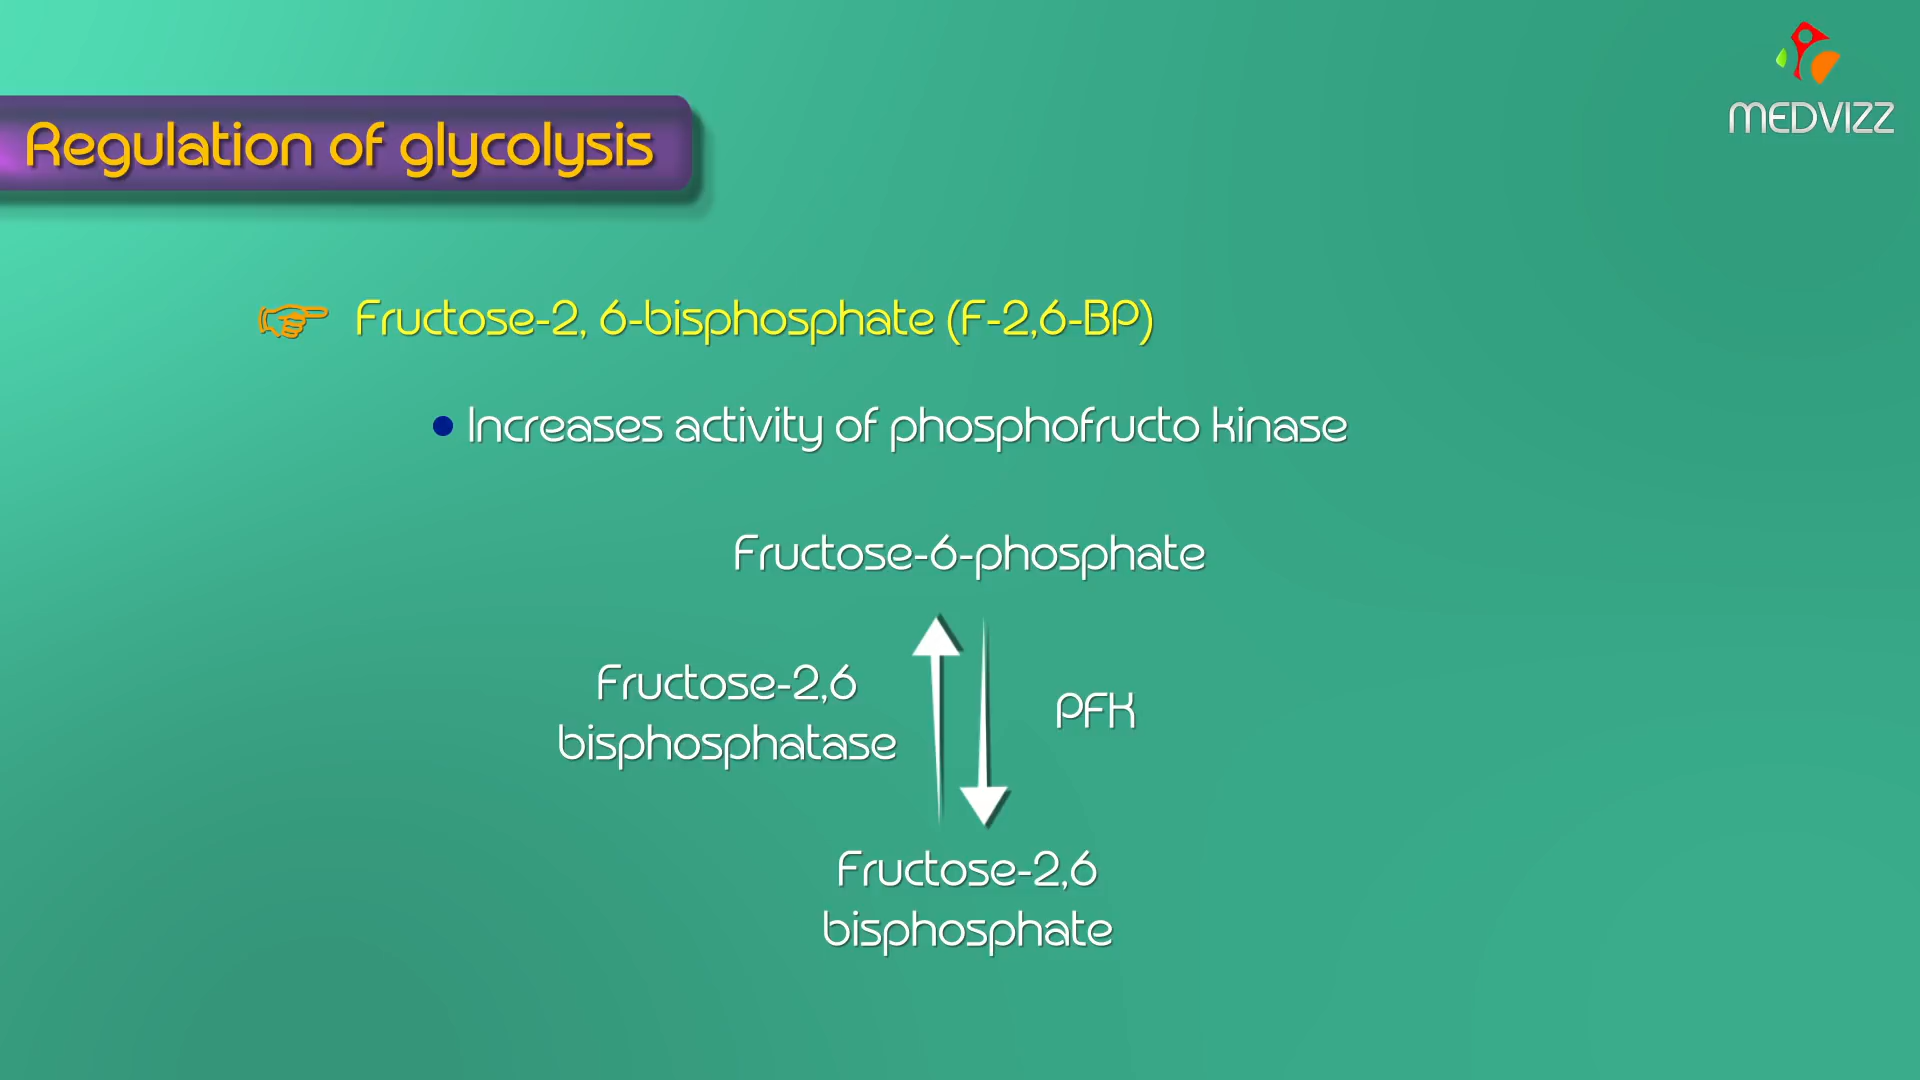 MEDVIZZ
Regulation of glycolysis
Fructose-2, 6-bisphosphate (F-2,6-BP)
Increases activity of phosphofructo kinase
Fructose-6-phosphate
Fructose-2,6
bisphosphatase
PFK
Fructose-2,6
bisphosphate